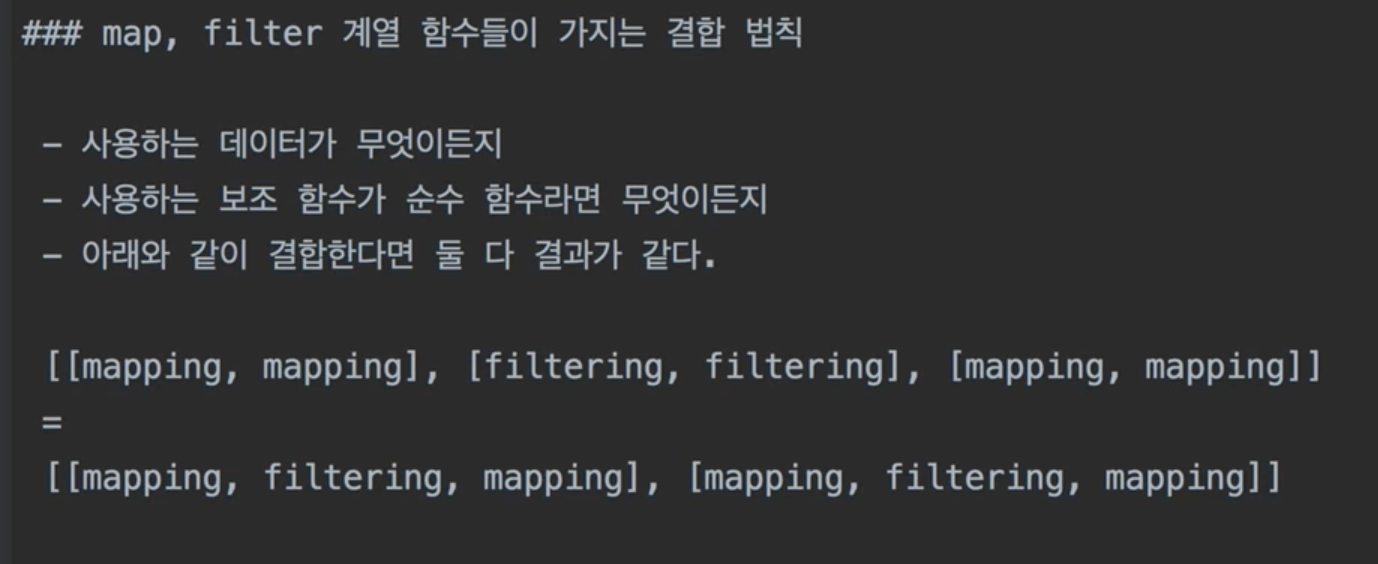 ### map, filter 계열 함수들이 가지는 결합 법칙
– 사용하는 데이터가 무엇이든지
– 사용하는 보조 함수가 순수 함수라면 무엇이든지
– 아래와 같이 결합한다면 둘 다 결과가 같다.
[[mapping, mapping], [filtering, filtering], [mapping, mapping]]
=
[[mapping, filtering, mapping], [mapping, filtering, mapping]]